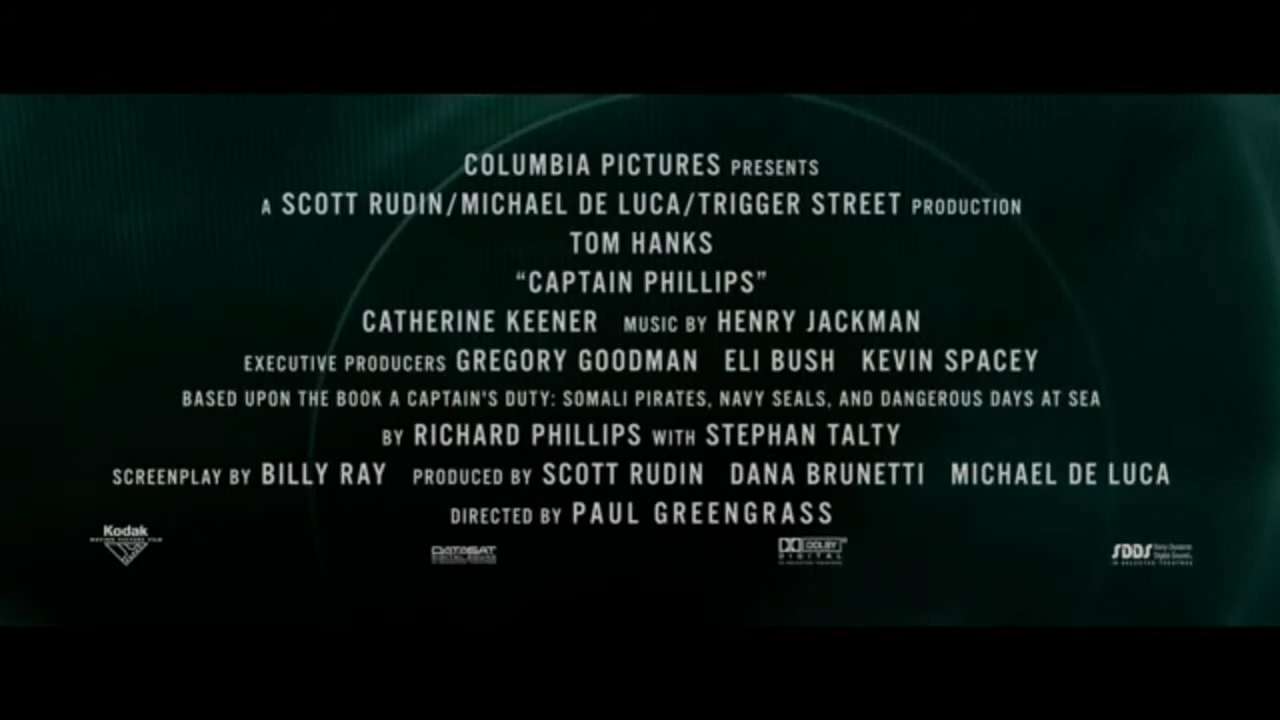 COLUMBIA PICTURES PRESENTS
A SCOTT RUDIN/MICHAEL DE LUCA/TRIGGER STREET PRODUCTION
TOM HANKS
“CAPTAIN PHILLIPS”
CATHERINE KEENER MUSIC BY HENRY JACKMAN
EXECUTIVE PRODUCERS GREGORY GOODMAN ELI BUSH KEVIN SPACEY
BASED UPON THE BOOK A CAPTAIN'S DUTY: SOMALI PIRATES, NAVY SEALS, AND DANGEROUS DAYS AT SEA
BY RICHARD PHILLIPS WITH STEPHAN TALTY
SCREENPLAY BY BILLY RAY PRODUCED BY SCOTT RUDIN DANA BRUNETTI MICHAEL DE LUCA
DIRECTED BY PAUL GREENGRASS
Kodak
DATASAT
DOLBY
DIGITAL
SDDS